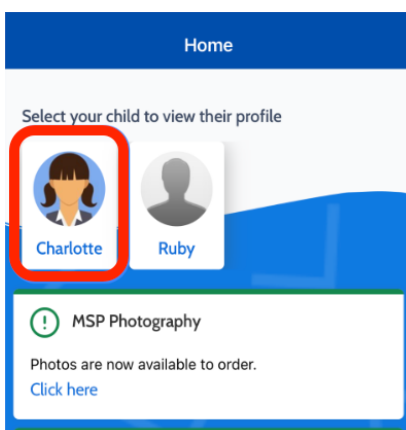 Home
Select your child to view their profile
Charlotte
Ruby
MSP Photography
Photos are now available to order.
Click here